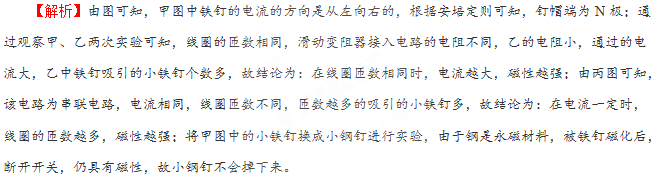 【解析】由图可知，甲图中铁钉的电流的方向是从左向右的，根据安培定则可知，钉帽端为 N 极；通
过观察甲、乙两次实验可知，线圈的匝数相同，滑动变阻器接入电路的电阻不同，乙的电阻小，通过的电
流大，乙中铁钉吸引的小铁钉个数多，故结论为：在线圈匝数相同时，电流越大，磁性越强；由丙图可知，
该电路为串联电路，电流相同，线圈匝数不同，匝数越多的吸引的小铁钉多，故结论为：在电流一定时，
线圈的匝数越多，磁性越强；将甲图中的小铁钉换成小钢钉进行实验，由于钢是永磁材料，被铁钉磁化后，
断开开关，仍具有磁性，故小钢钉不会掉下来。